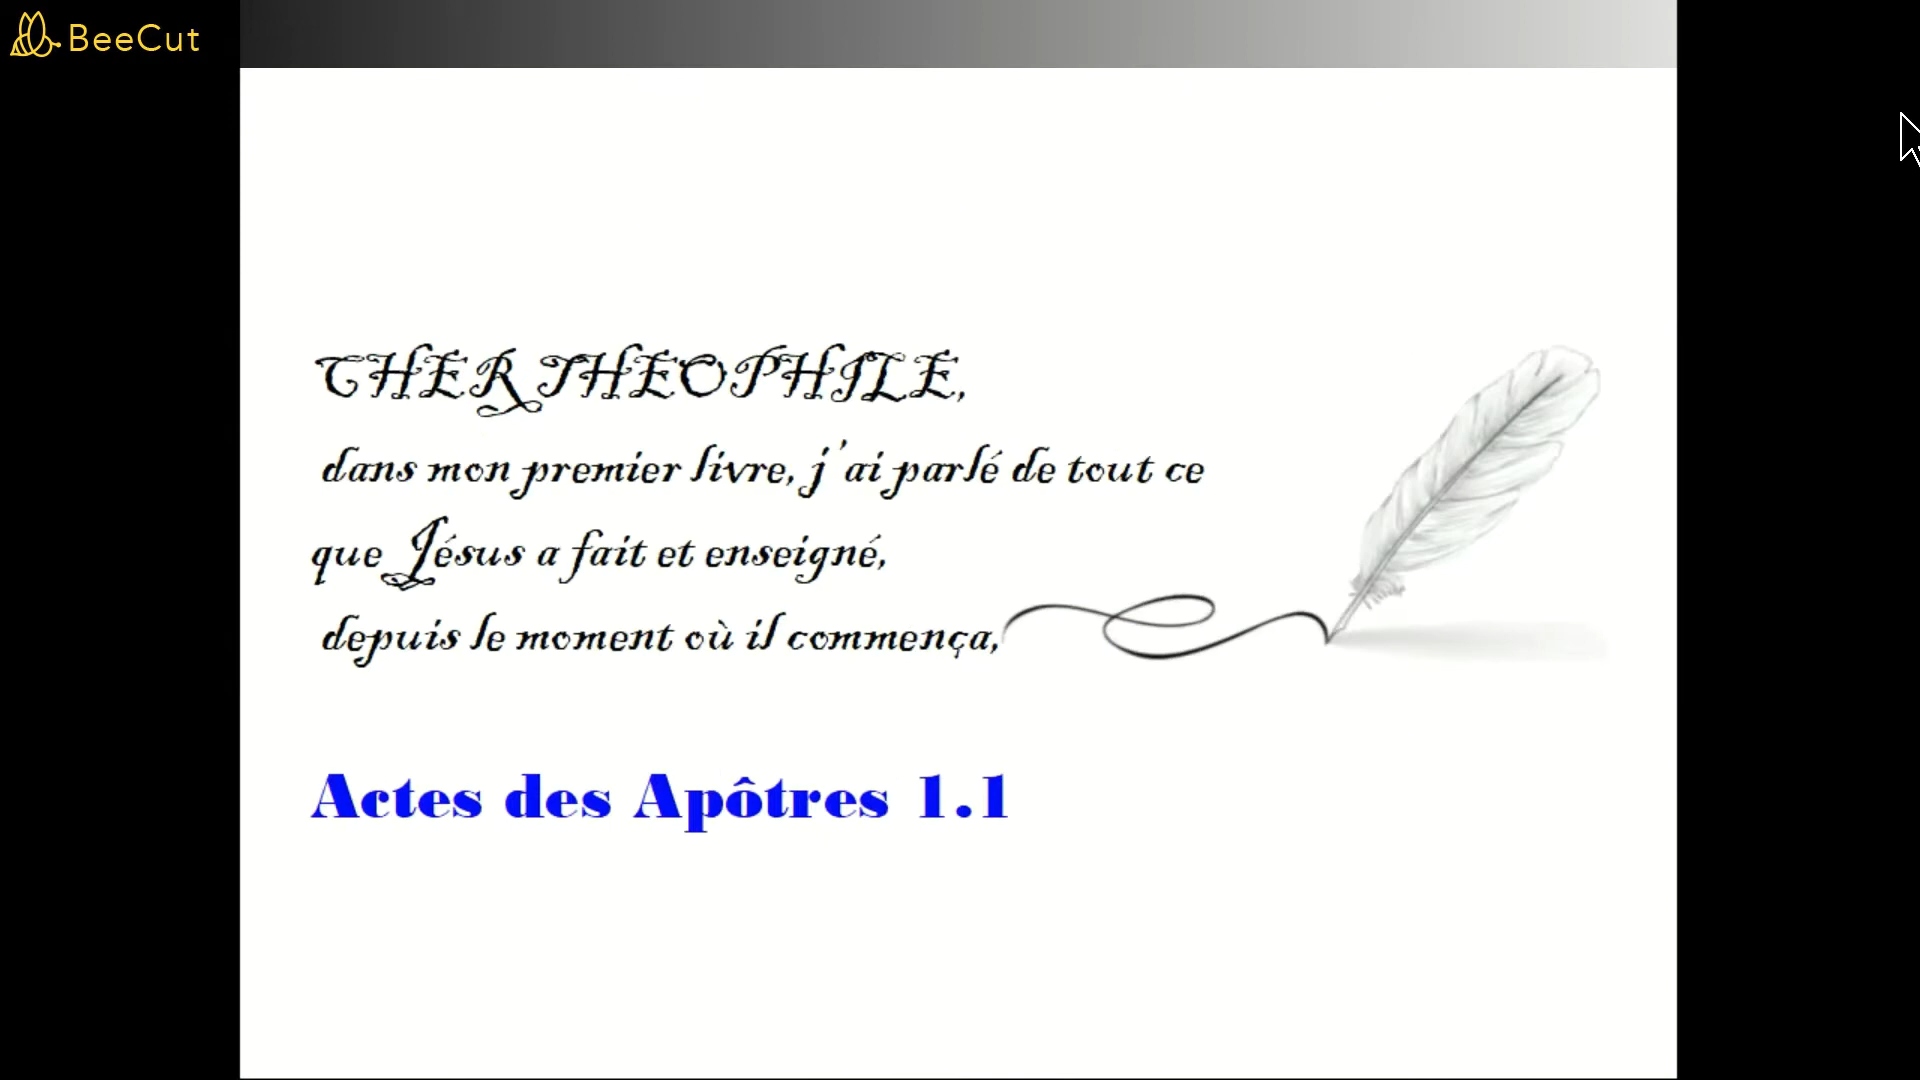 BeeCut
CHER THEOPHILE,
dans mon premier livre, j'ai parlé de tout ce
que Jésus a fait et enseigné,
depuis le moment où il commença,
Actes des Apôtres 1.1